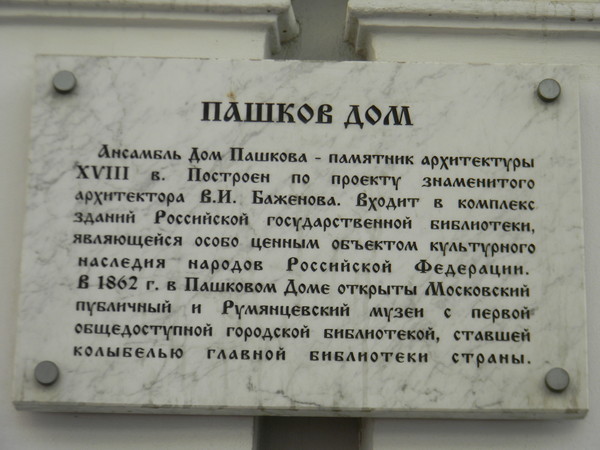 ПАШКОВ ДОМ
Ансамбль Дом Пашкова - памятник архитектуры
XVIII в. Построен по проекту знаменитого
архитектора В.И. Баженова. Входит в комплекс
зданий Российской государственной библиотеки,
являющейся особо ценным объектом культурного
наследия народов Российской Федерации.
В 1862 г. в Пашковом Доме открыты Московский
публичный и Румянцевский музеи с первой
общедоступной городской библиотекой, ставшей
колыбелью главной библиотеки страны.